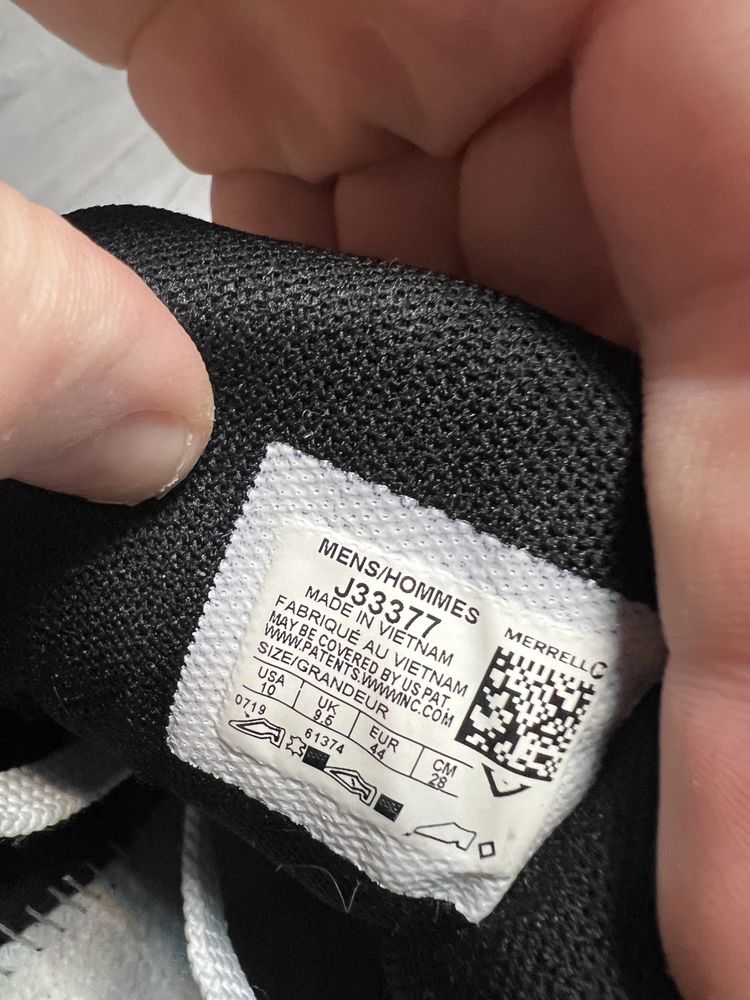 MENS/HOMMES
J33377
MADE IN VIETNAM
FABRIQUÉ AU VIETNAM
MAY BE COVERED BY US PAT.
WWW.PATENTS.WWWINC.COM
SIZE/GRANDEUR
USA UK EUR CM
10 9.5 44 28
0719 61374
MERRELL